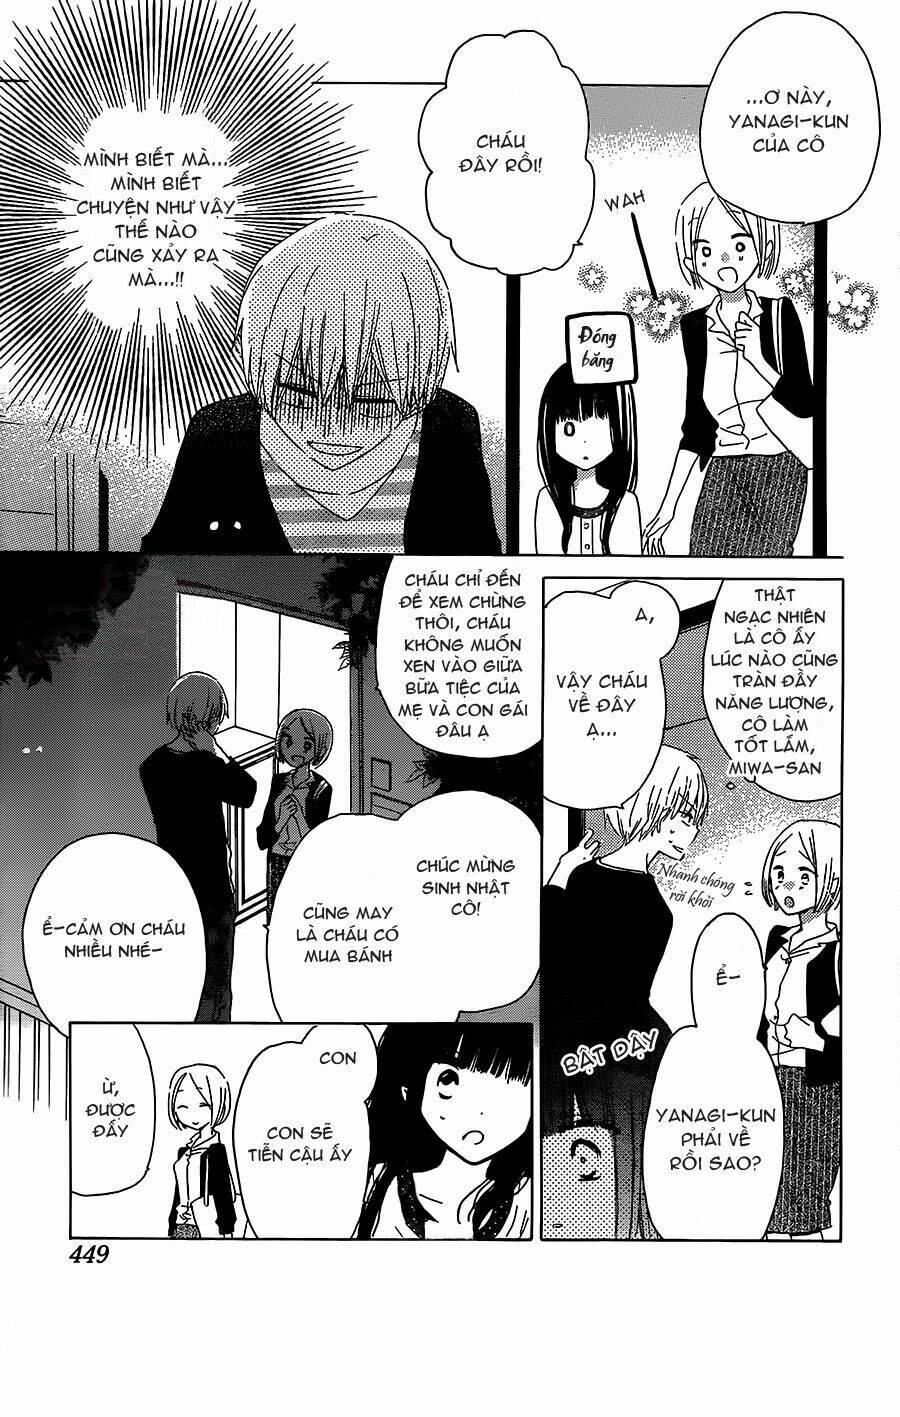 ...Ơ NÀY,
YANAGI-KUN
CỦA CÔ
WAH
CHÁU
ĐÂY RỒI!
Đóng
băng
MÌNH BIẾT MÀ...
MÌNH BIẾT
CHUYỆN NHƯ VẬY
THẾ NÀO
CŨNG XẢY RA
MÀ...!!
THẬT
NGẠC NHIÊN
LÀ CÔ ẤY
LÚC NÀO CŨNG
TRÀN ĐẦY
NĂNG LƯỢNG,
CÔ LÀM
TỐT LẮM,
MIWA-SAN
A,
VẬY CHÁU
VỀ ĐÂY
Ạ...
Nhanh chóng
rời khỏi
Ể-
YANAGI-KUN
PHẢI VỀ
RỒI SAO?
BẬT DẬY
CHÁU CHỈ ĐẾN
ĐỂ XEM CHỪNG
THÔI, CHÁU
KHÔNG MUỐN
XEN VÀO GIỮA
BỮA TIỆC CỦA
MẸ VÀ CON GÁI
ĐÂU Ạ
CHÚC MỪNG
SINH NHẬT
CÔ!
CŨNG MAY
LÀ CHÁU CÓ
MUA BÁNH
Ể-CẢM ƠN CHÁU
NHIỀU NHÉ-
CON
CON SẼ
TIỄN CẬU ẤY
Ừ,
ĐƯỢC
ĐẤY
449